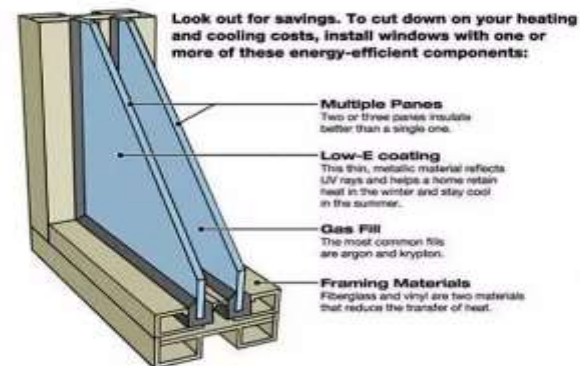 Look out for savings. To cut down on your heating
and cooling costs, install windows with one or
more of these energy-efficient components:
Multiple Panes
Two or three panes insulate
better than a single one.
Low-E coating
This thin, metallic material reflects
UV rays and helps a home retain
heat in the winter and stay cool
in the summer.
Gas Fill
The most common fills
are argon and krypton.
Framing Materials
Fiberglass and vinyl are two materials
that reduce the transfer of heat.